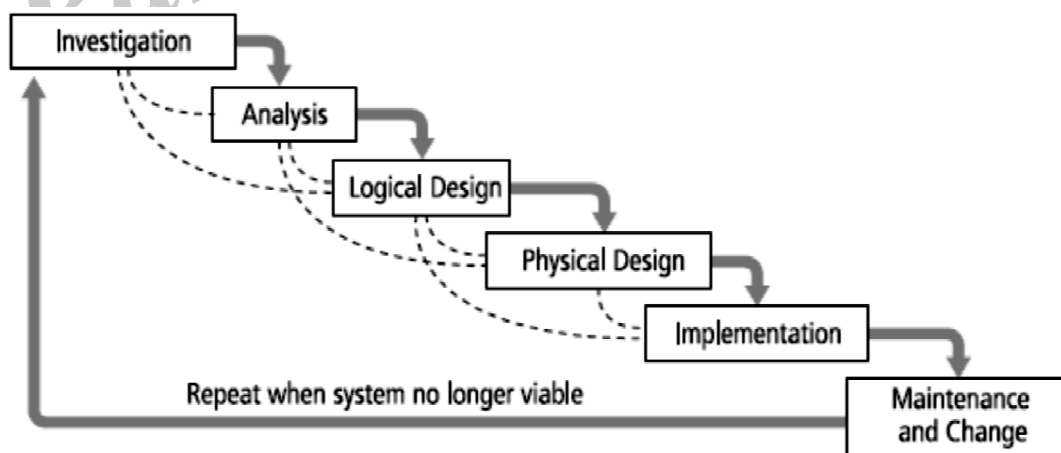 Investigation
Analysis
Logical Design
Physical Design
Implementation
Maintenance
and Change
Repeat when system no longer viable